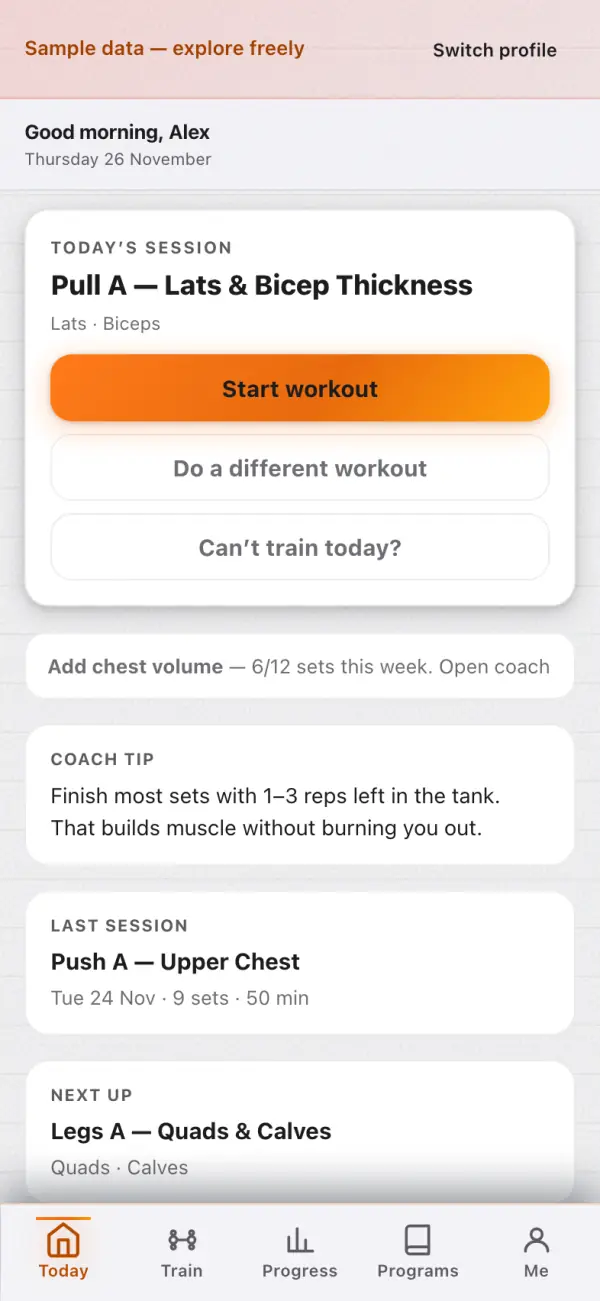 Sample data — explore freely
Switch profile
Good morning, Alex
Thursday 26 November
TODAY’S SESSION
Pull A — Lats & Bicep Thickness
Lats · Biceps
Start workout
Do a different workout
Can’t train today?
Add chest volume — 6/12 sets this week. Open coach
COACH TIP
Finish most sets with 1–3 reps left in the tank.
That builds muscle without burning you out.
LAST SESSION
Push A — Upper Chest
Tue 24 Nov · 9 sets · 50 min
NEXT UP
Legs A — Quads & Calves
Quads · Calves
Today
Train
Progress
Programs
Me